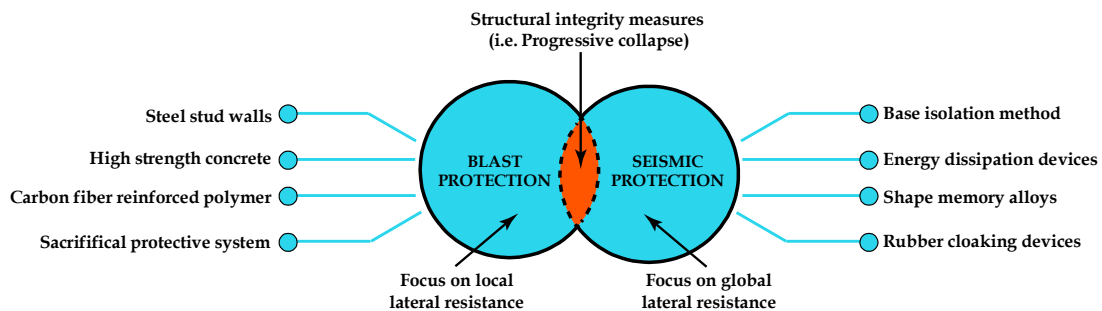 Structural integrity measures
(i.e. Progressive collapse)
Steel stud walls
High strength concrete
Carbon fiber reinforced polymer
Sacrififical protective system
BLAST
PROTECTION
SEISMIC
PROTECTION
Base isolation method
Energy dissipation devices
Shape memory alloys
Rubber cloaking devices
Focus on local
lateral resistance
Focus on global
lateral resistance